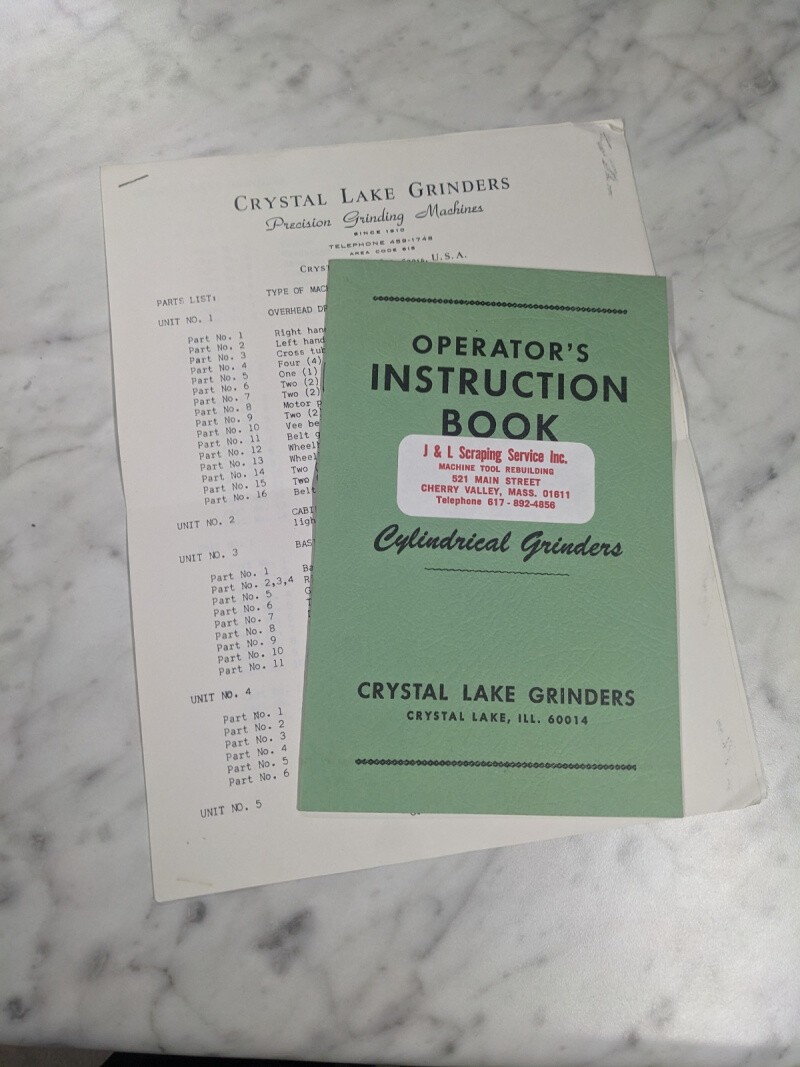 CRYSTAL LAKE GRINDERS
Precision Grinding Machines
SINCE 1910
TELEPHONE 459-1746
AREA CODE 815
U.S.A.
PARTS LIST:
TYPE OF
UNIT NO. 1
OVERHEAD
Part No. 1 Right
Part No. 2 Left hand
Part No. 3 Cross
Part No. 4 Four (4)
Part No. 5 One (1)
Part No. 6 Two (2)
Part No. 7 Two (2)
Part No. 8 Motor
Part No. 9 Two (2)
Part No. 10 Vee
Part No. 11 Belt
Part No. 12
Part No. 13
Part No. 14 Two
Part No. 15 Two
Part No. 16 Belt
UNIT NO. 2
UNIT NO. 3
Part No. 1
Part No. 2,3,4
Part No. 5
Part No. 6
Part No. 7
Part No. 8
Part No. 9
Part No. 10
Part No. 11
UNIT NO. 4
Part No. 1
Part No. 2
Part No. 3
Part No. 4
Part No. 5
Part No. 6
UNIT NO. 5
OPERATOR'S
INSTRUCTION
BOOK
J & L Scraping Service Inc.
MACHINE TOOL REBUILDING
521 MAIN STREET
CHERRY VALLEY, MASS. 01611
Telephone 617-892-4856
Cylindrical Grinders
CRYSTAL LAKE GRINDERS
CRYSTAL LAKE, ILL. 60014